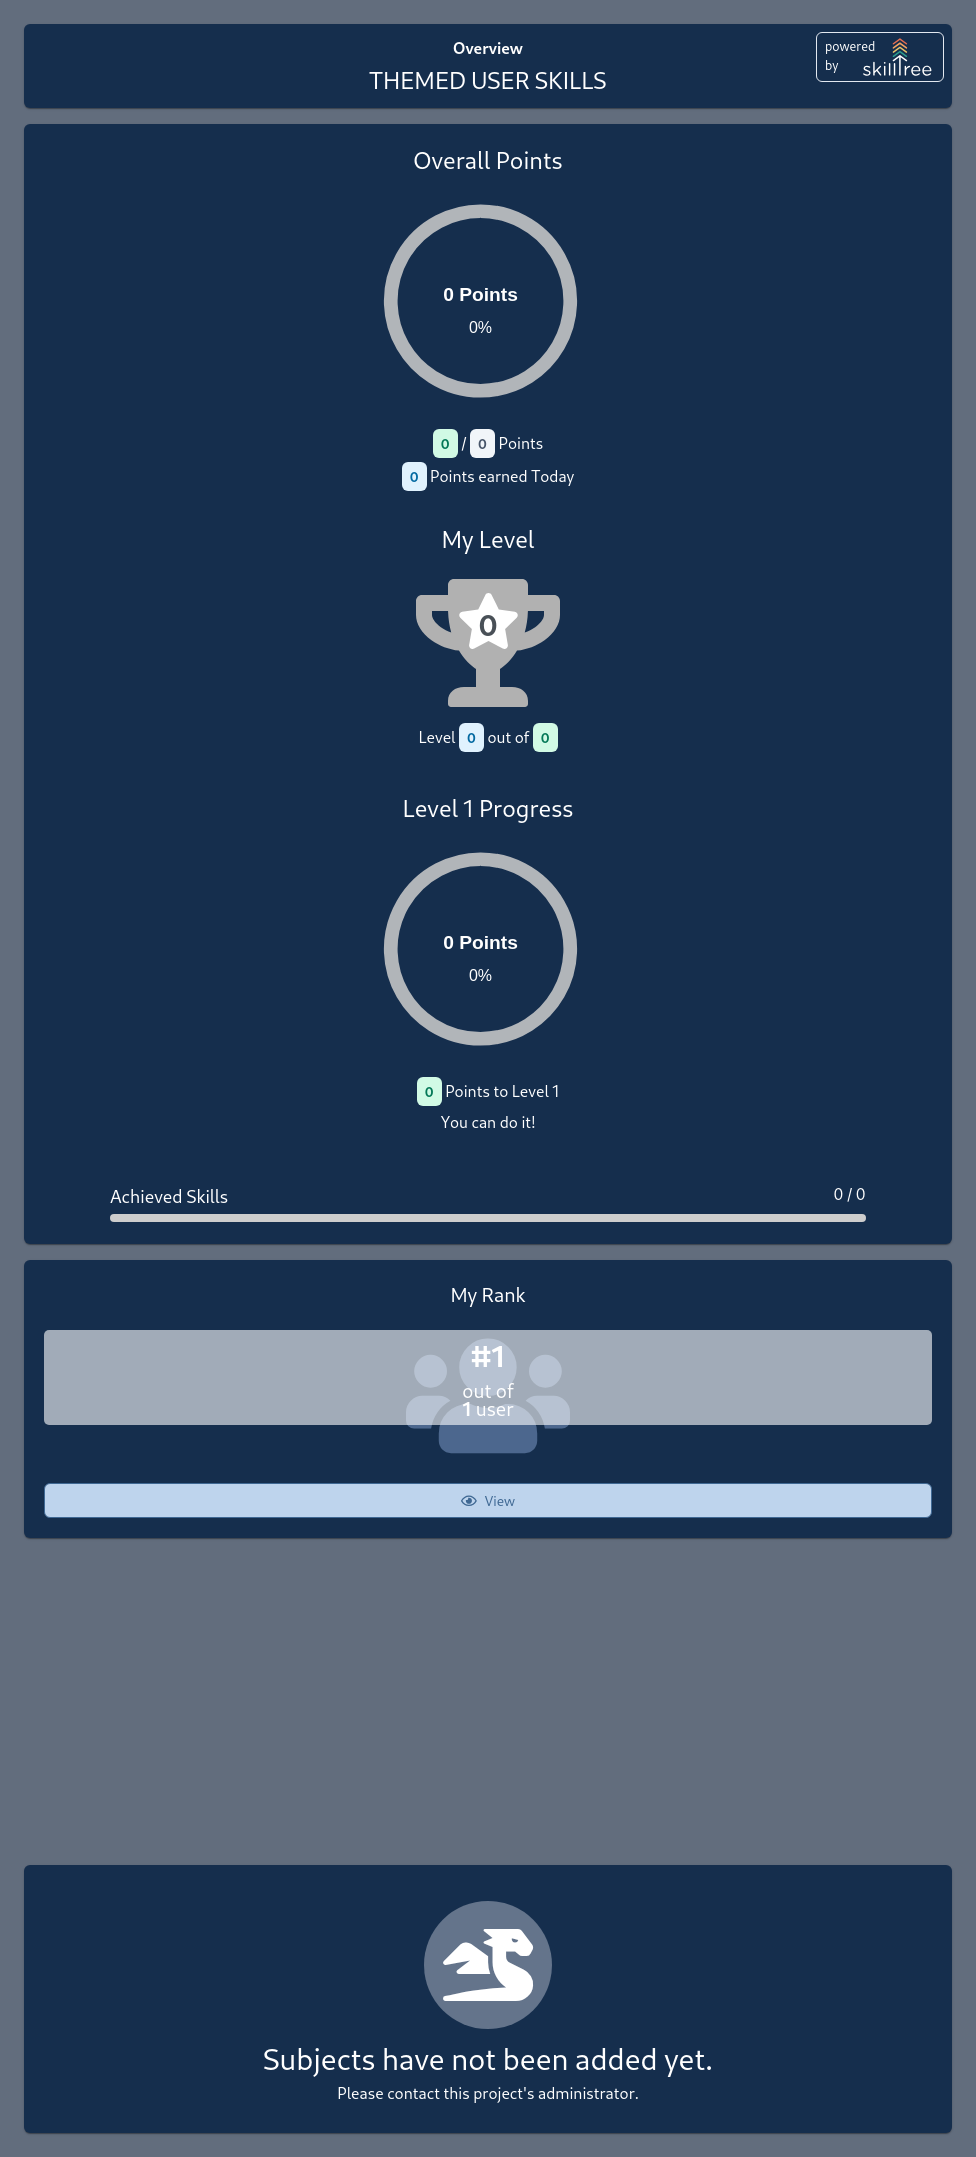 Overview
THEMED USER SKILLS
powered
by
skilltree
Overall Points
0 Points
0%
0 / 0 Points
0 Points earned Today
My Level
0
Level 0 out of 0
Level 1 Progress
0 Points
0%
0 Points to Level 1
You can do it!
Achieved Skills 0 / 0
My Rank
#1
out of
1 user
View
Subjects have not been added yet.
Please contact this project's administrator.